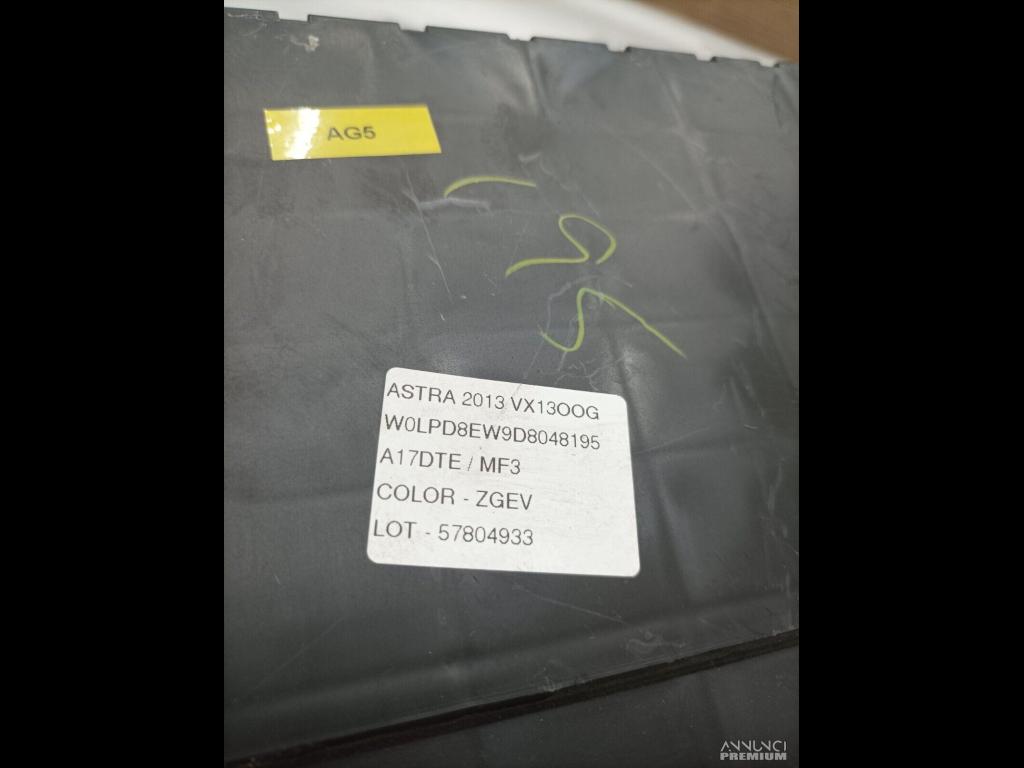 AG5
ASTRA 2013 VX13OOG
W0LPD8EW9D8048195
A17DTE / MF3
COLOR - ZGEV
LOT - 57804933
ANNUNCI
PREMIUM